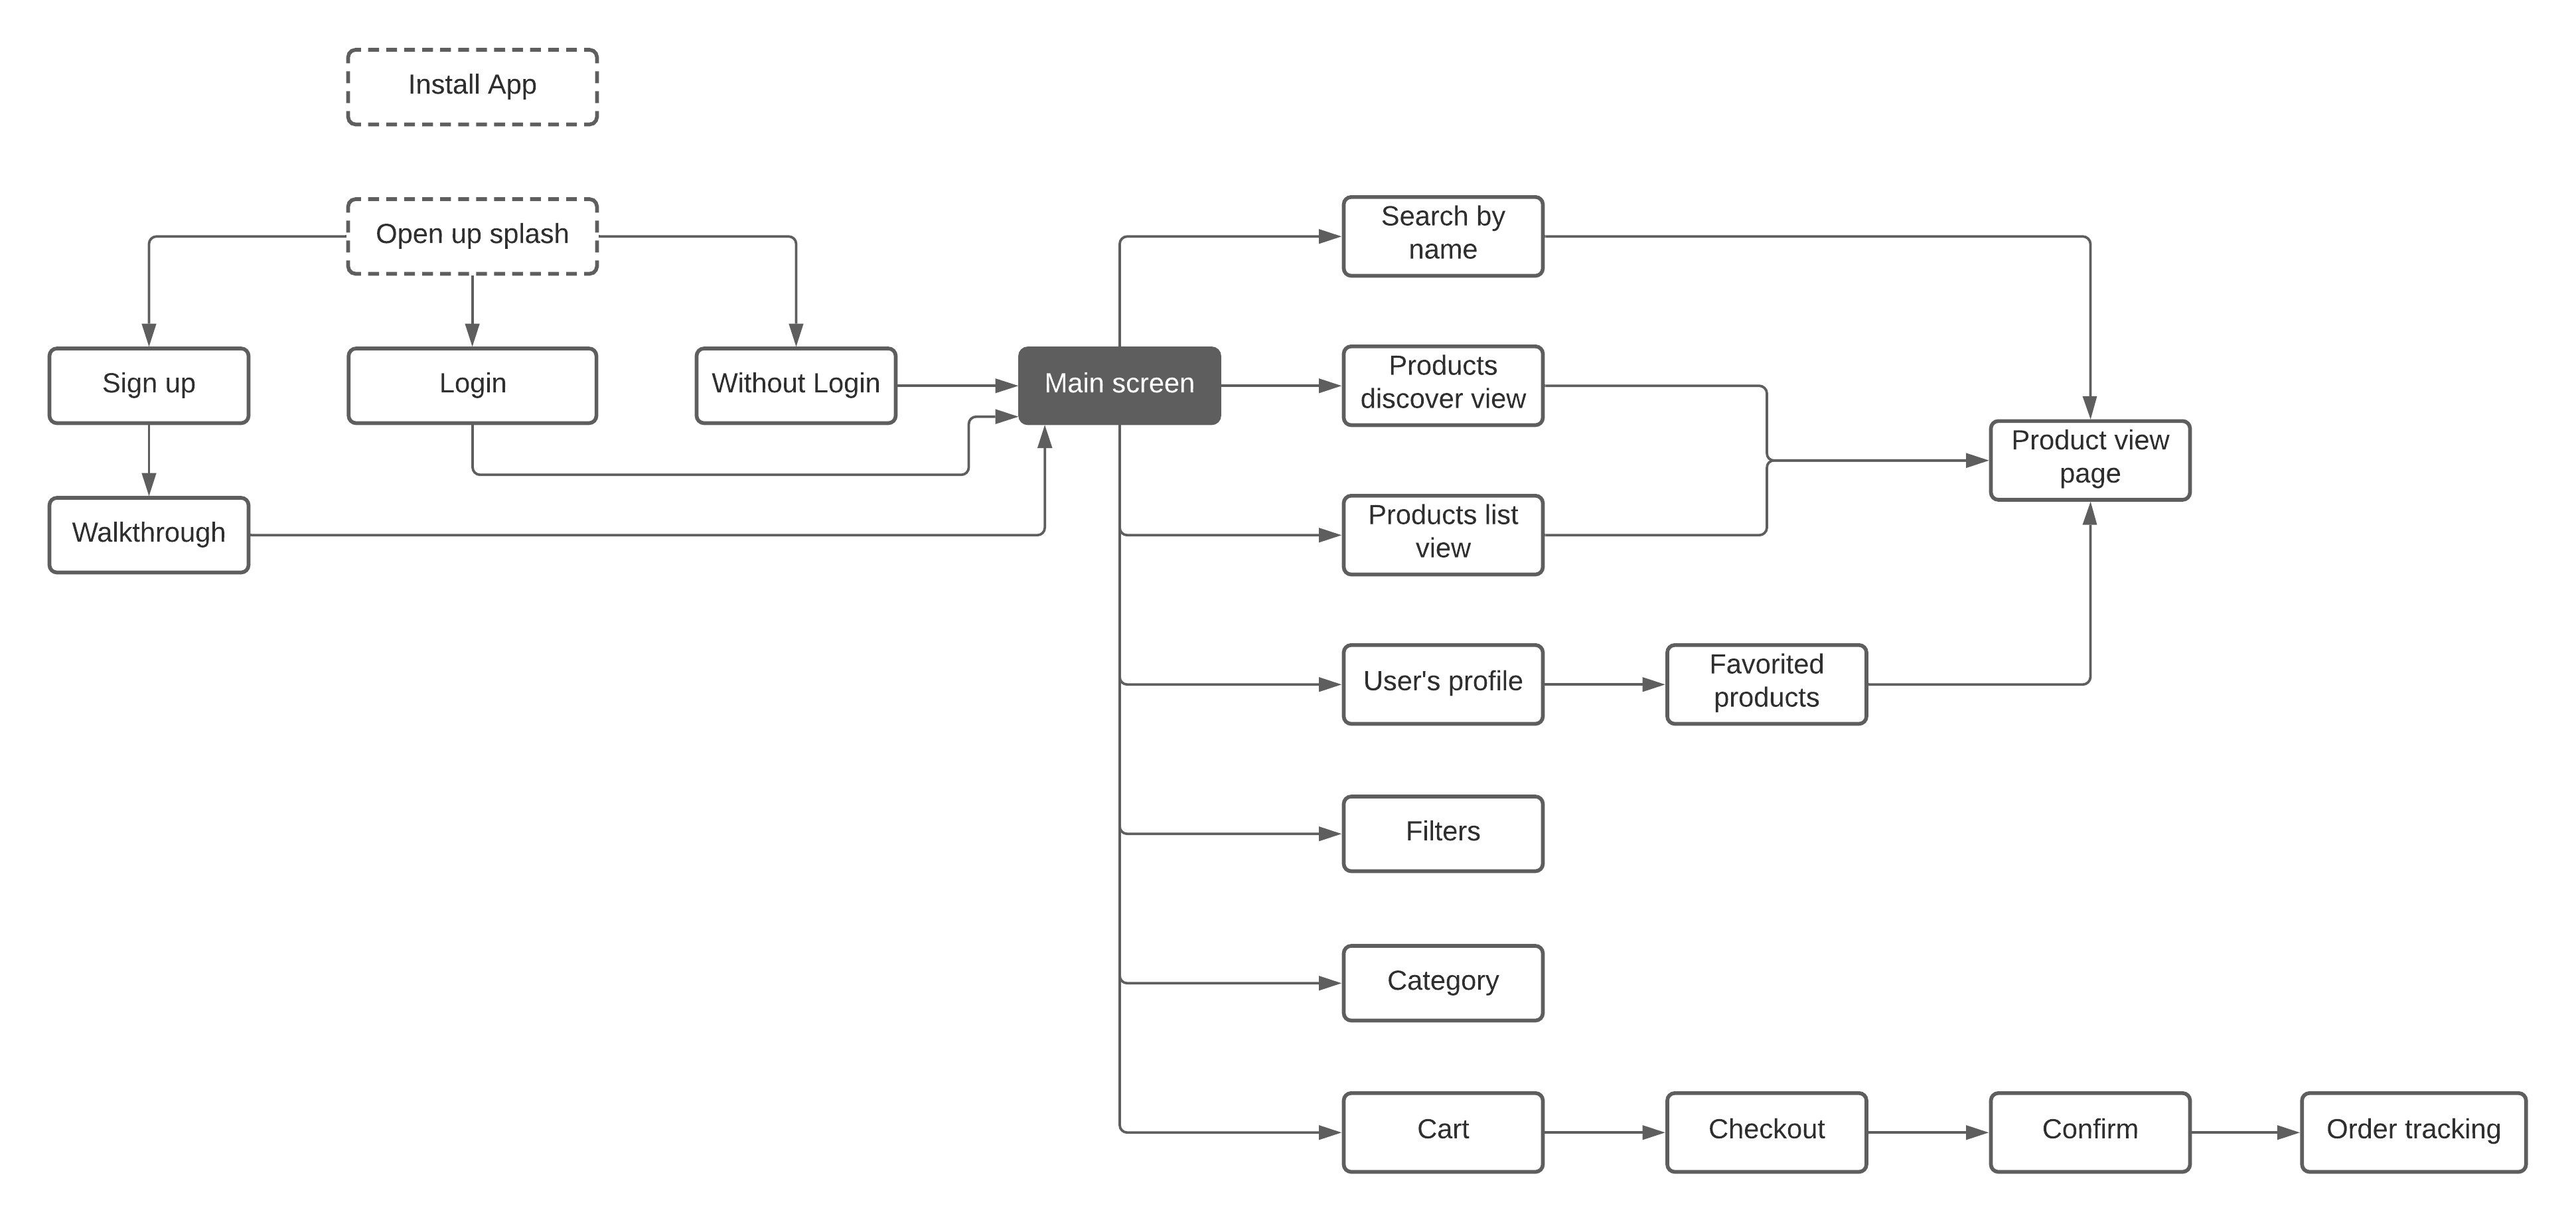 Install App
Open up splash
Sign up
Login
Without Login
Walkthrough
Main screen
Search by
name
Products
discover view
Products list
view
Product view
page
User's profile
Favorited
products
Filters
Category
Cart
Checkout
Confirm
Order tracking